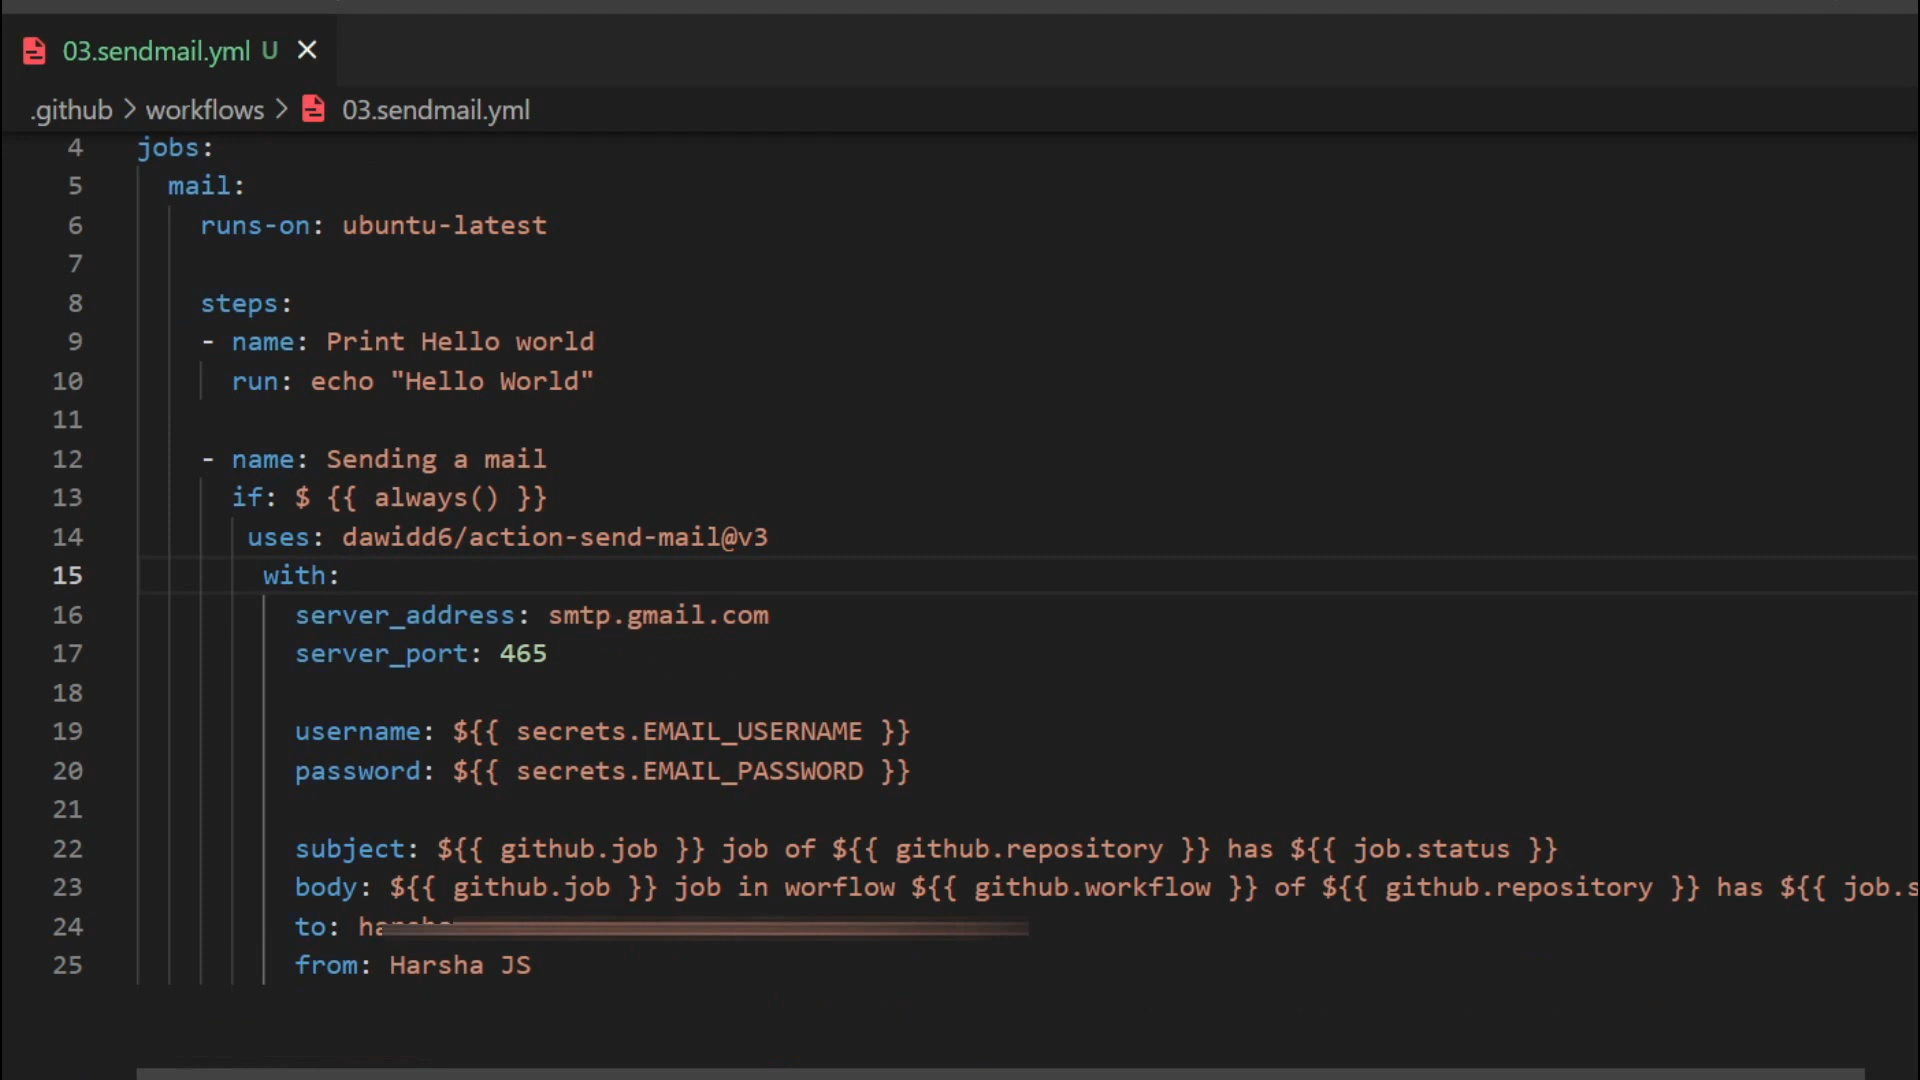 03.sendmail.yml U
.github > workflows > 03.sendmail.yml
4 jobs:
5 mail:
6 runs-on: ubuntu-latest
7
8 steps:
9 - name: Print Hello world
10 run: echo "Hello World"
11
12 - name: Sending a mail
13 if: $ {{ always() }}
14 uses: dawidd6/action-send-mail@v3
15 with:
16 server_address: smtp.gmail.com
17 server_port: 465
18
19 username: ${{ secrets.EMAIL_USERNAME }}
20 password: ${{ secrets.EMAIL_PASSWORD }}
21
22 subject: ${{ github.job }} job of ${{ github.repository }} has ${{ job.status }}
23 body: ${{ github.job }} job in worflow ${{ github.workflow }} of ${{ github.repository }} has ${{ job.s
24 to:
25 from: Harsha JS